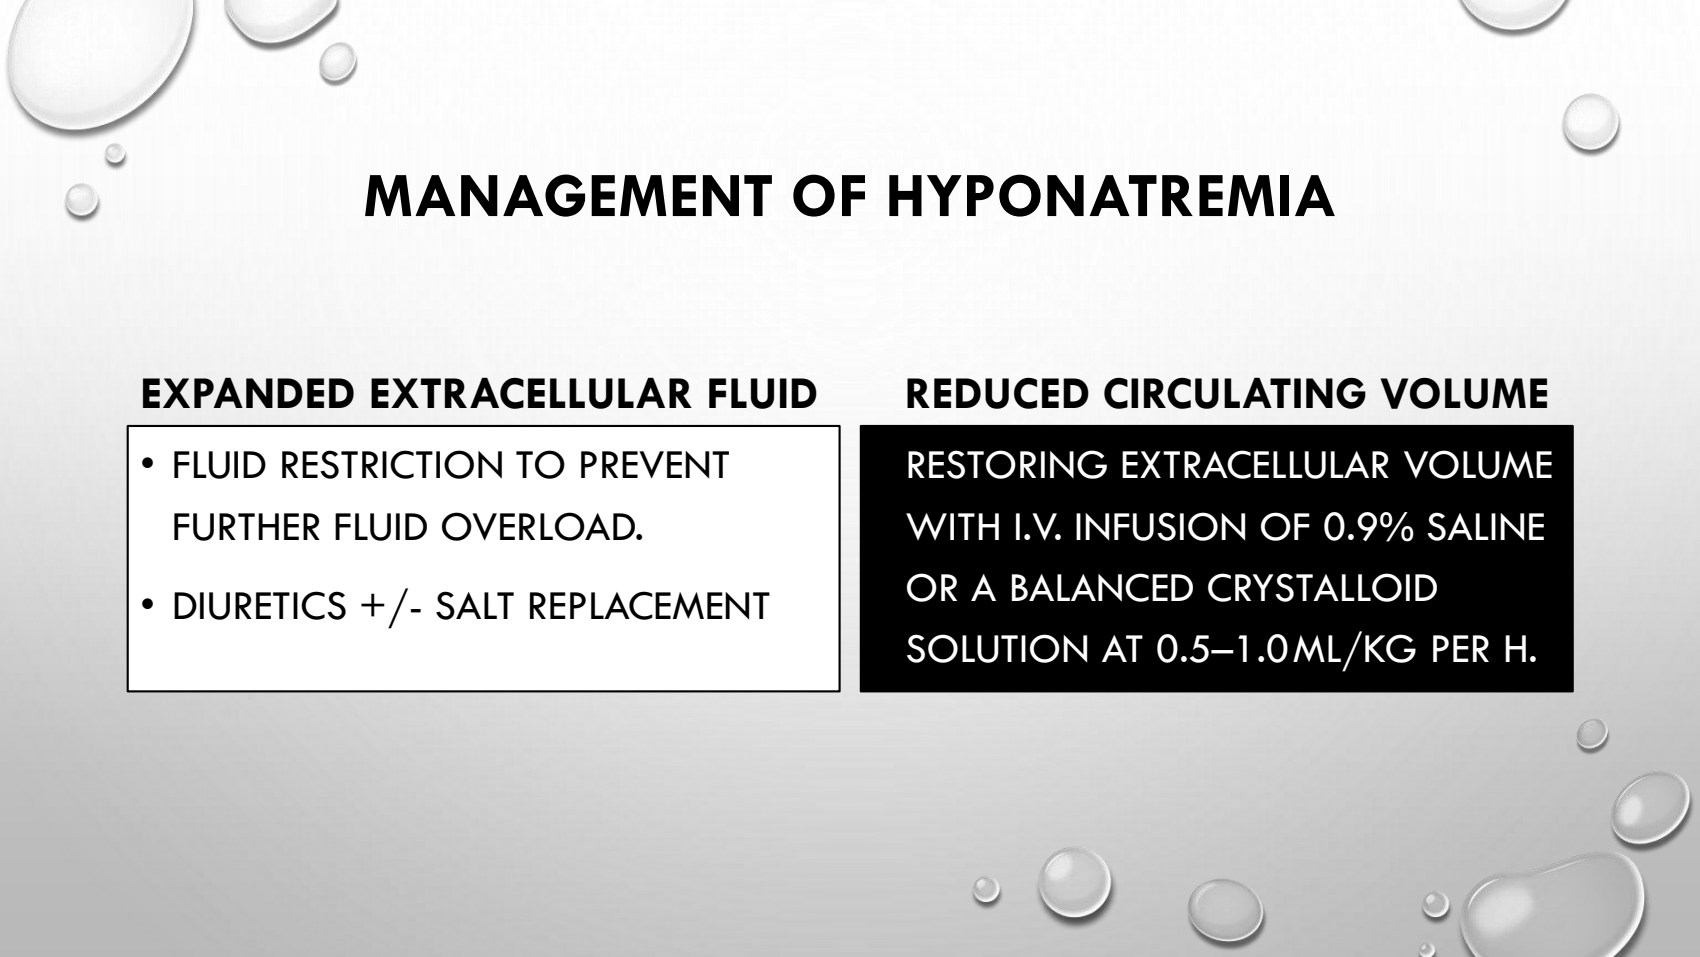 MANAGEMENT OF HYPONATREMIA
EXPANDED EXTRACELLULAR FLUID
• FLUID RESTRICTION TO PREVENT
FURTHER FLUID OVERLOAD.
• DIURETICS +/- SALT REPLACEMENT
REDUCED CIRCULATING VOLUME
RESTORING EXTRACELLULAR VOLUME
WITH I.V. INFUSION OF 0.9% SALINE
OR A BALANCED CRYSTALLOID
SOLUTION AT 0.5–1.0 ML/KG PER H.